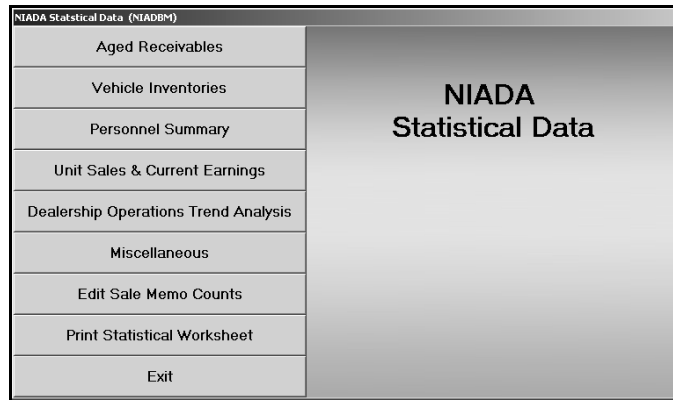 NIADA Statstical Data (NIADBM)
Aged Receivables
Vehicle Inventories
Personnel Summary
Unit Sales & Current Earnings
Dealership Operations Trend Analysis
Miscellaneous
Edit Sale Memo Counts
Print Statistical Worksheet
Exit
NIADA
Statistical Data